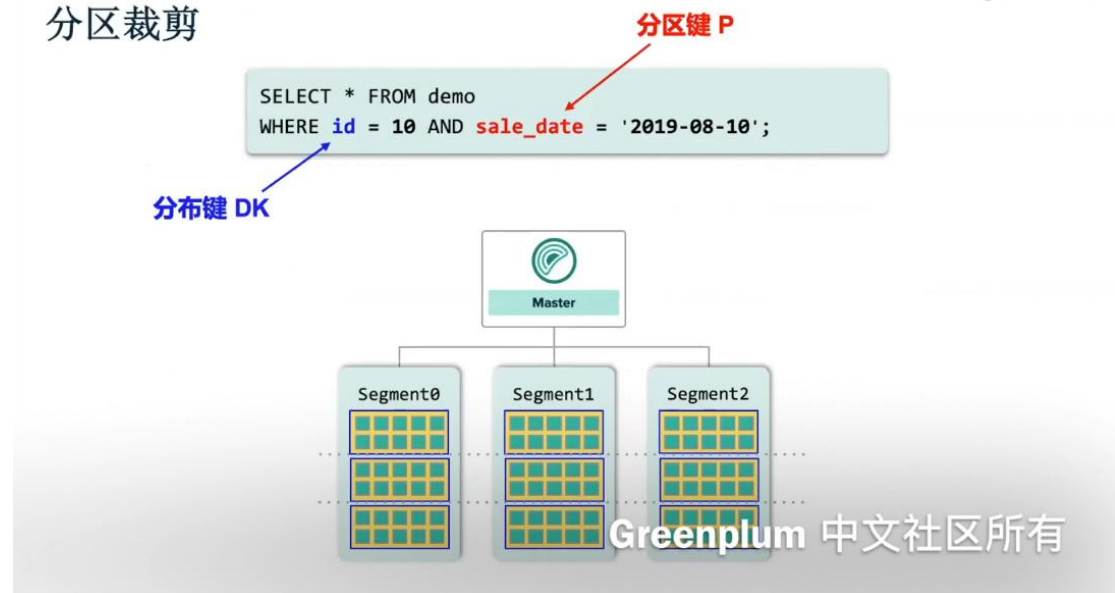 分区裁剪
分区键 P
SELECT * FROM demo
WHERE id = 10 AND sale_date = '2019-08-10';
分布键 DK
Master
Segment0
Segment1
Segment2
Greenplum 中文社区所有